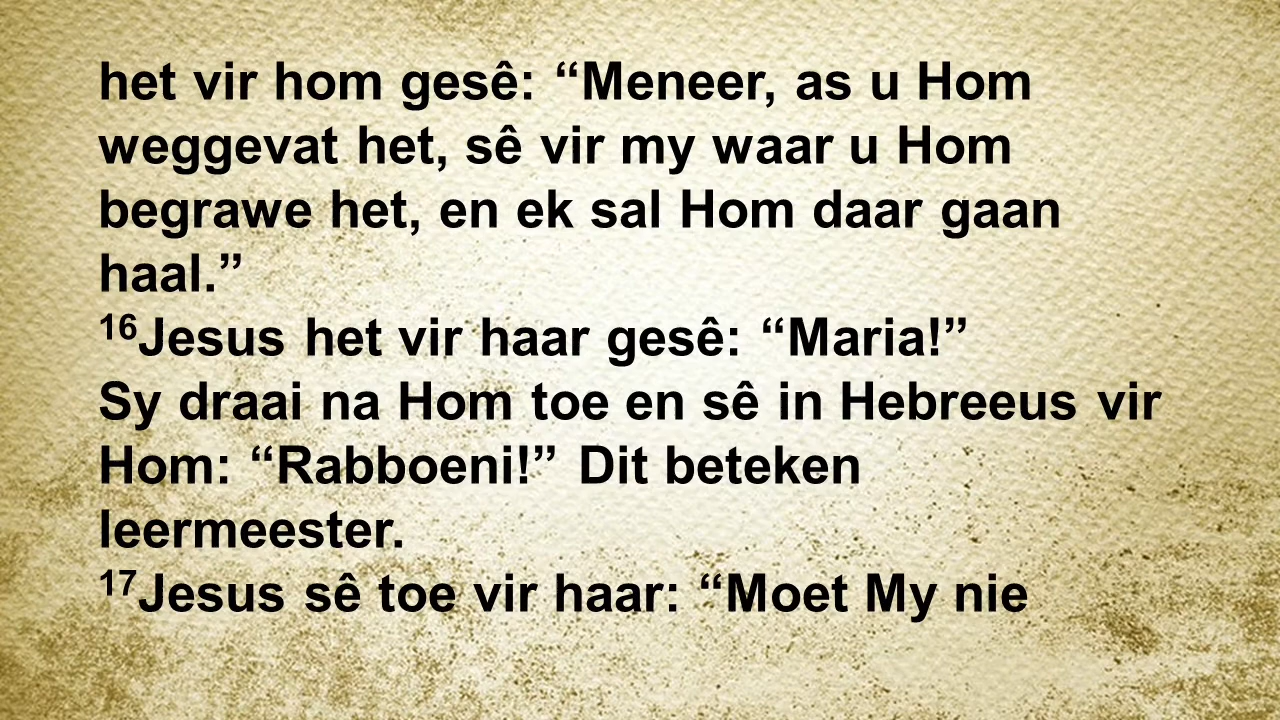 het vir hom gesê: “Meneer, as u Hom
weggevat het, sê vir my waar u Hom
begrawe het, en ek sal Hom daar gaan
haal.”
¹⁶Jesus het vir haar gesê: “Maria!”
Sy draai na Hom toe en sê in Hebreeus vir
Hom: “Rabboeni!” Dit beteken
leermeester.
¹⁷Jesus sê toe vir haar: “Moet My nie